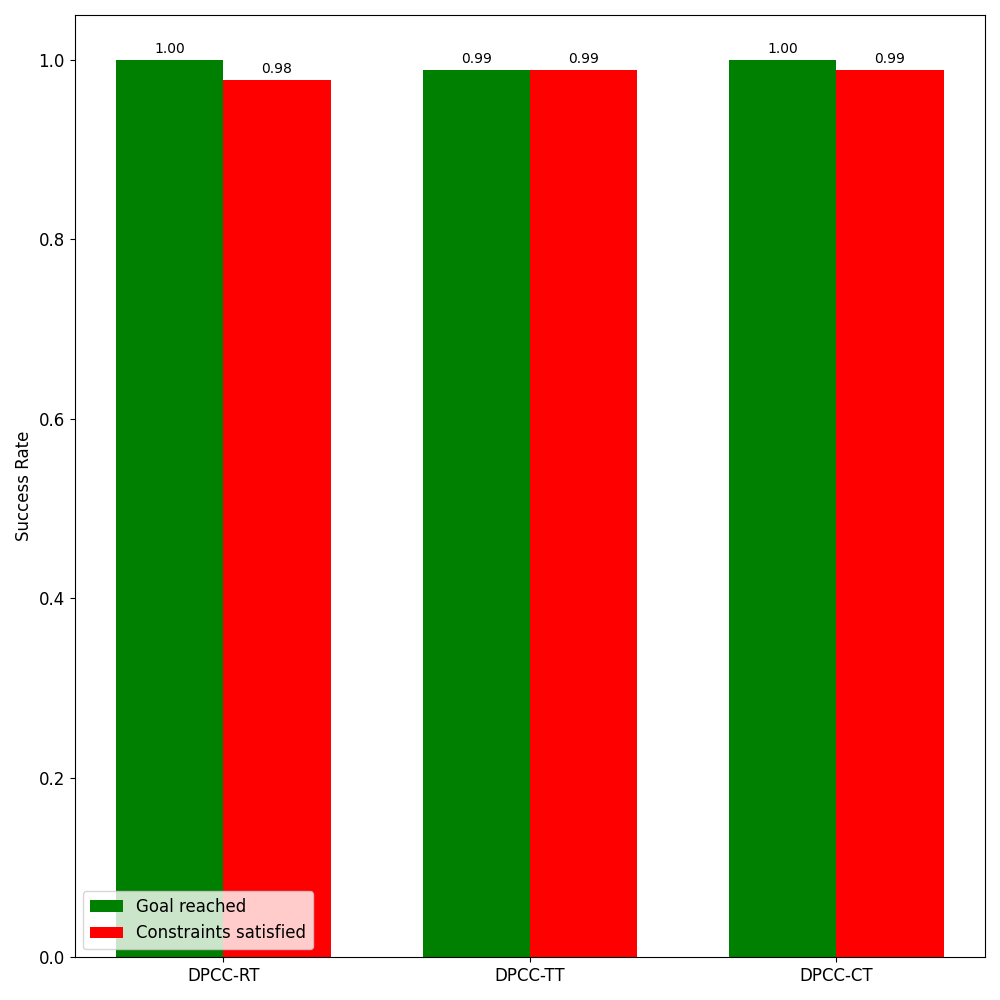 1.00
0.98
0.99
0.99
1.00
0.99
1.0
0.8
0.6
0.4
0.2
0.0
Success Rate
Goal reached
Constraints satisfied
DPCC-RT
DPCC-TT
DPCC-CT